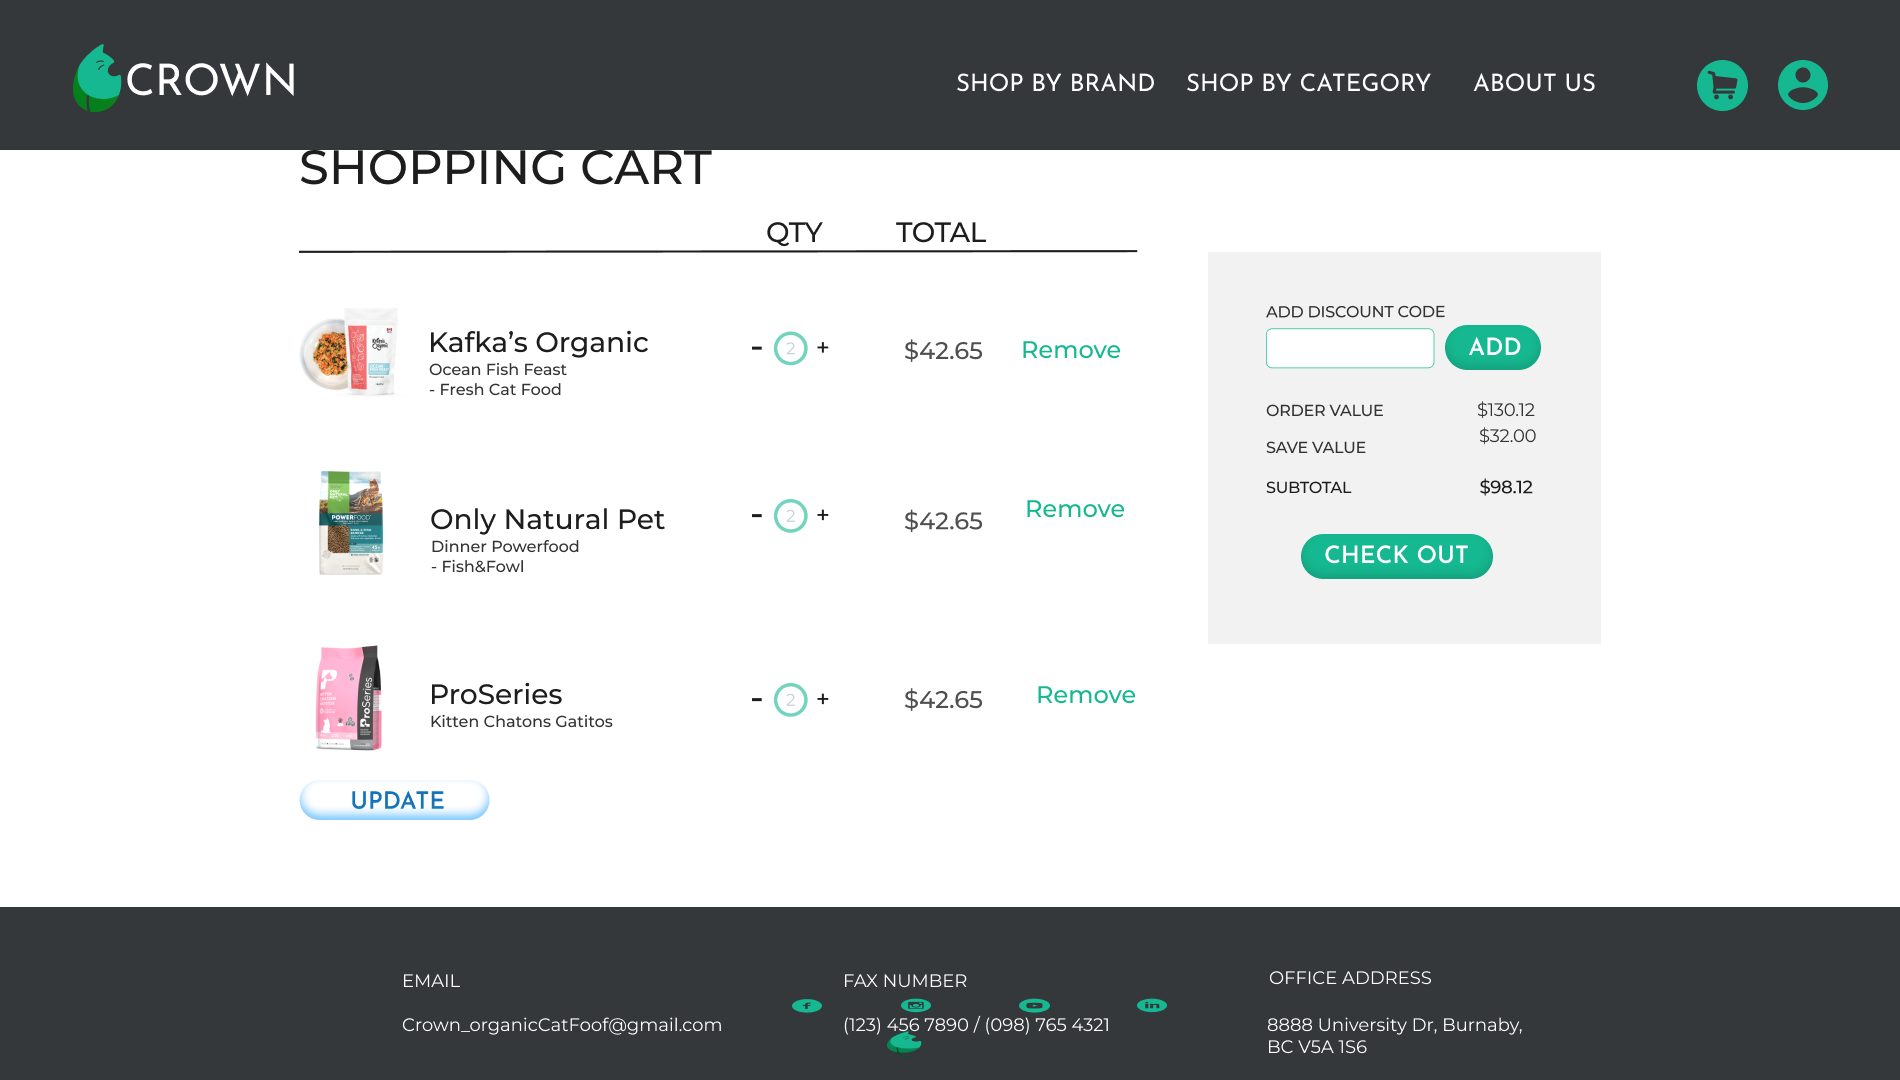 CROWN
SHOP BY BRAND
SHOP BY CATEGORY
ABOUT US
SHOPPING CART
QTY
TOTAL
Kafka’s Organic
Ocean Fish Feast
- Fresh Cat Food
- 2 +
$42.65
Remove
Only Natural Pet
Dinner Powerfood
- Fish&Fowl
POWERFOOD
- 2 +
$42.65
Remove
ProSeries
ProSeries
Kitten Chatons Gatitos
- 2 +
$42.65
Remove
UPDATE
ADD DISCOUNT CODE
ADD
ORDER VALUE $130.12
SAVE VALUE $32.00
SUBTOTAL $98.12
CHECK OUT
EMAIL
Crown_organicCatFoof@gmail.com
FAX NUMBER
(123) 456 7890 / (098) 765 4321
OFFICE ADDRESS
8888 University Dr, Burnaby,
BC V5A 1S6